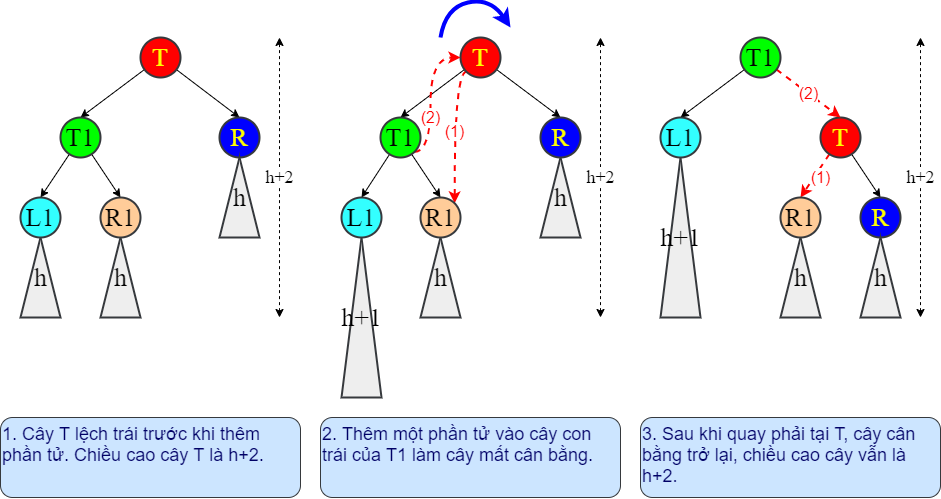 T
T1
R
L1
R1
h
h
h
h+2
T
T1
R
(2)
(1)
L1
R1
h
h
h+1
h+2
T1
(2)
L1
T
(1)
R1
R
h+1
h
h
h+2
1. Cây T lệch trái trước khi thêm
phần tử. Chiều cao cây T là h+2.
2. Thêm một phần tử vào cây con
trái của T1 làm cây mất cân bằng.
3. Sau khi quay phải tại T, cây cân
bằng trở lại, chiều cao cây vẫn là
h+2.